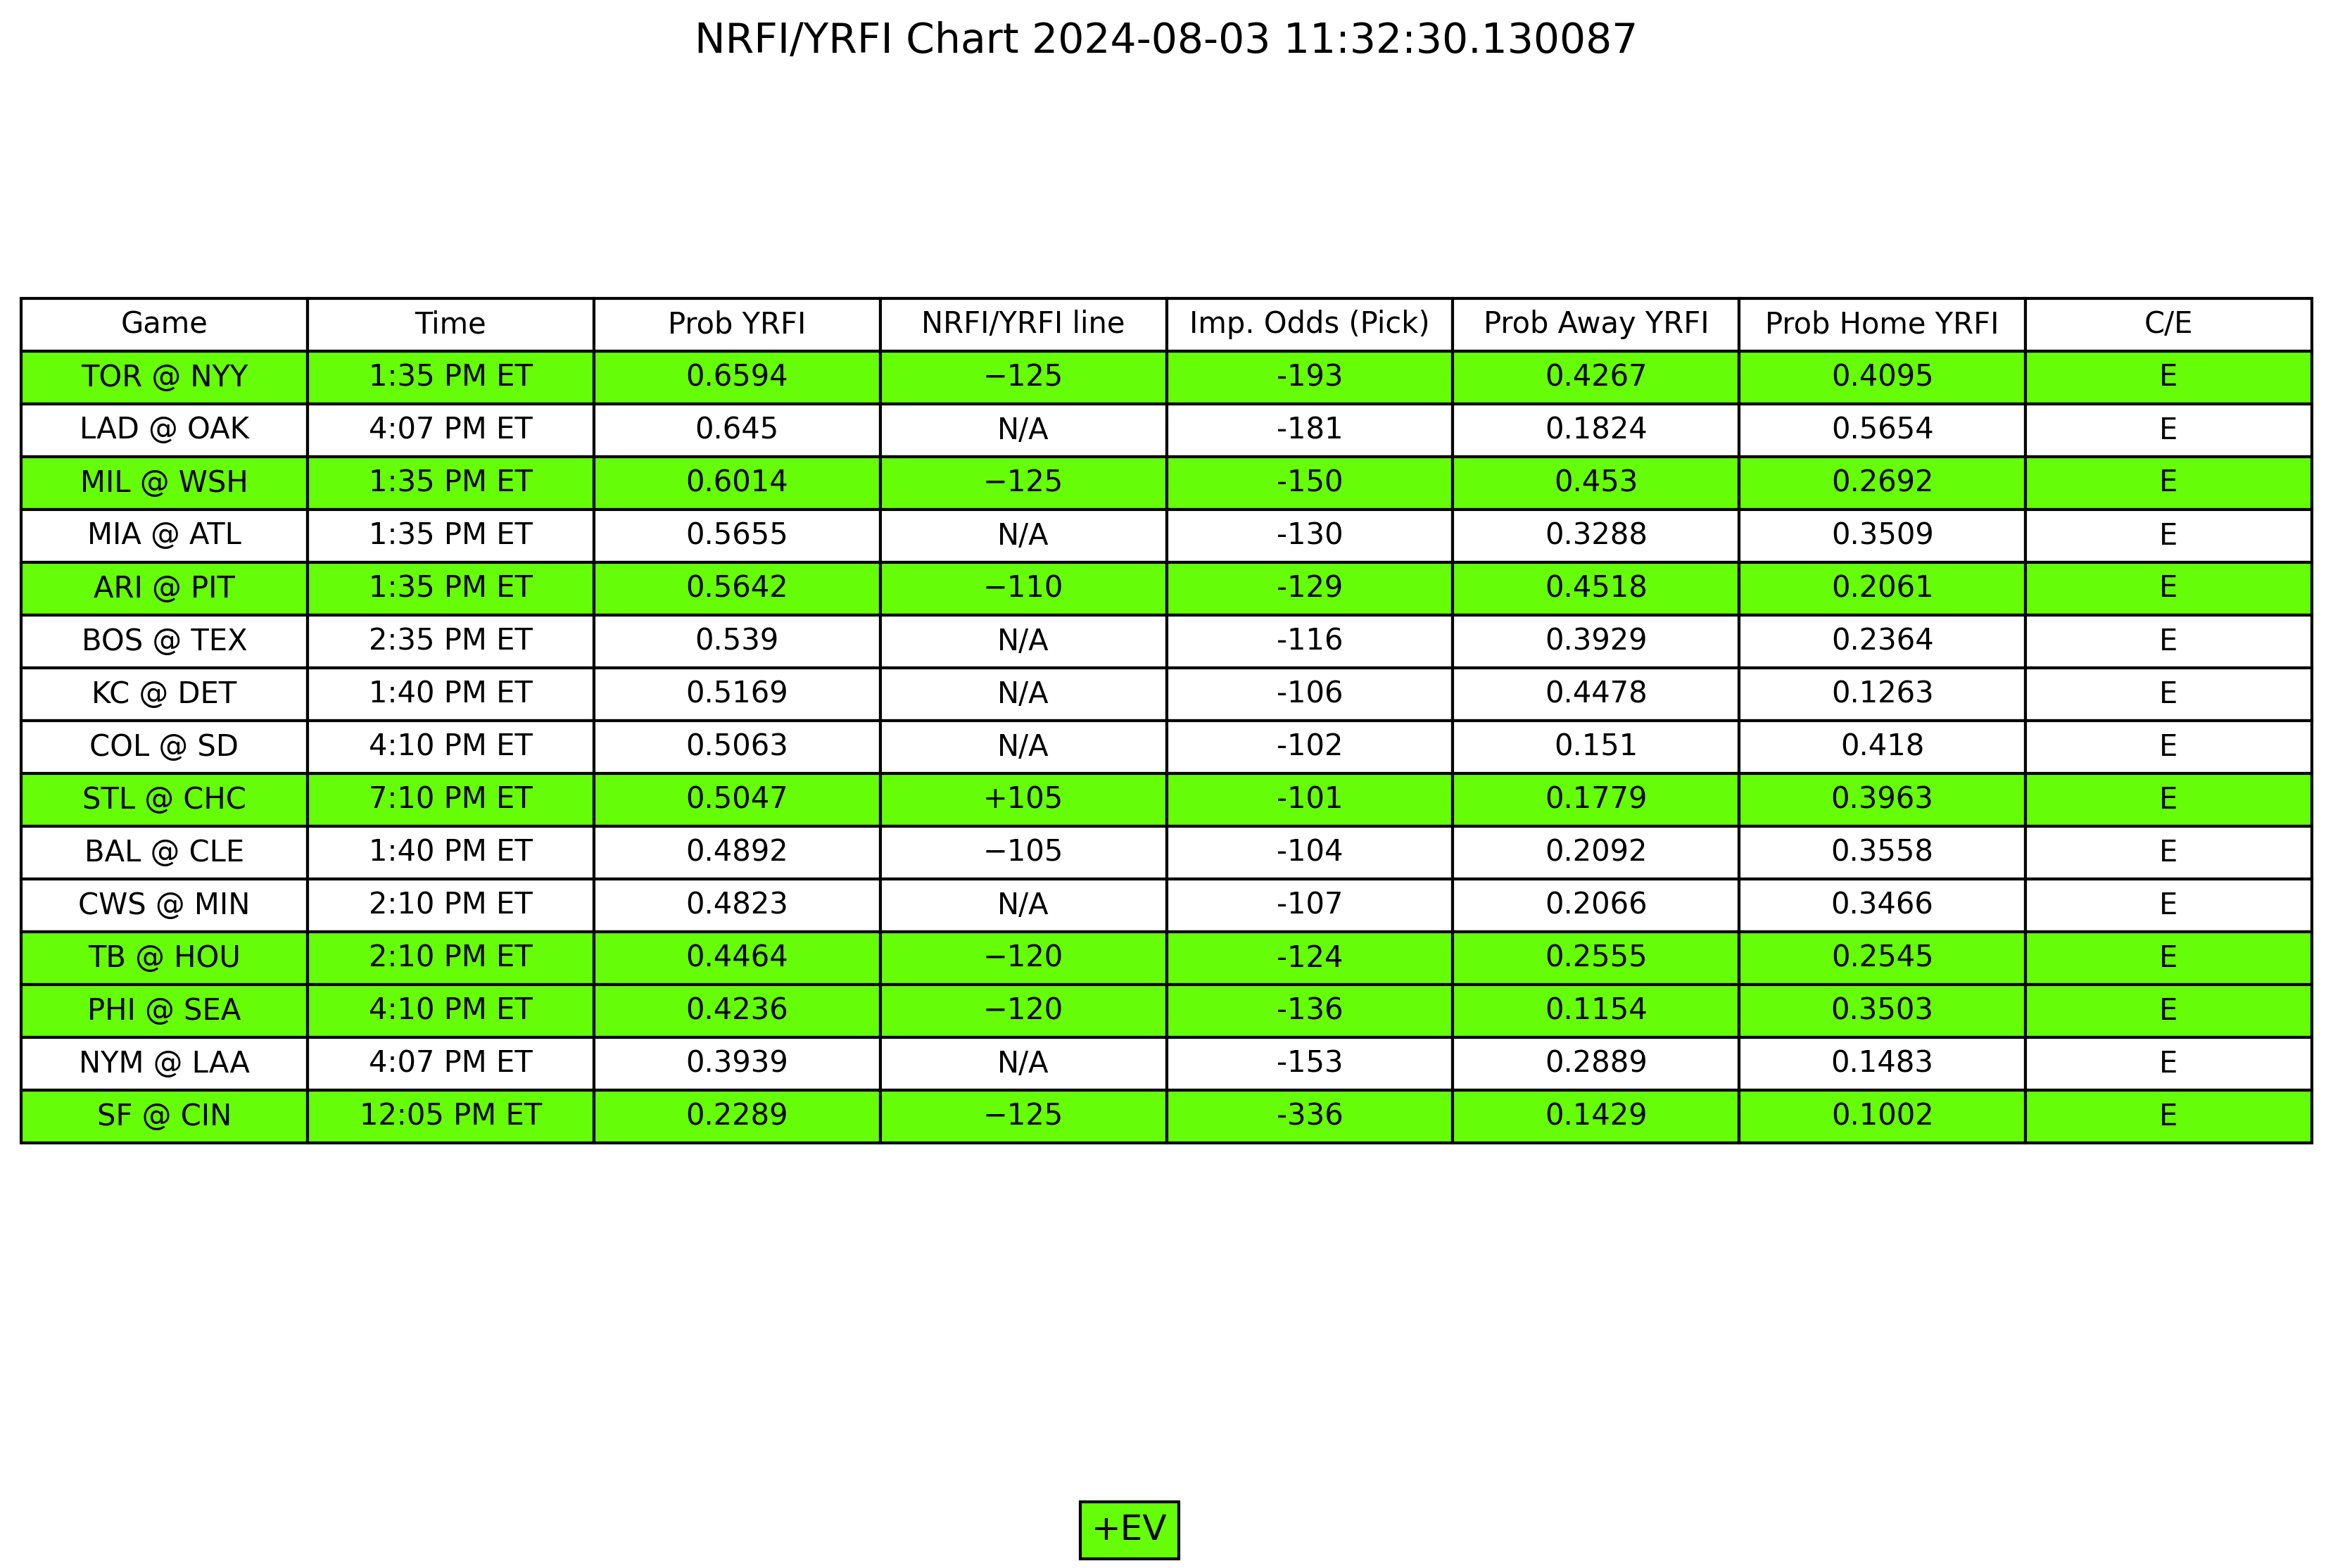 NRFI/YRFI Chart 2024-08-03 11:32:30.130087
Game Time Prob YRFI NRFI/YRFI line Imp. Odds (Pick) Prob Away YRFI Prob Home YRFI C/E
TOR @ NYY 1:35 PM ET 0.6594 −125 -193 0.4267 0.4095 E
LAD @ OAK 4:07 PM ET 0.645 N/A -181 0.1824 0.5654 E
MIL @ WSH 1:35 PM ET 0.6014 −125 -150 0.453 0.2692 E
MIA @ ATL 1:35 PM ET 0.5655 N/A -130 0.3288 0.3509 E
ARI @ PIT 1:35 PM ET 0.5642 −110 -129 0.4518 0.2061 E
BOS @ TEX 2:35 PM ET 0.539 N/A -116 0.3929 0.2364 E
KC @ DET 1:40 PM ET 0.5169 N/A -106 0.4478 0.1263 E
COL @ SD 4:10 PM ET 0.5063 N/A -102 0.151 0.418 E
STL @ CHC 7:10 PM ET 0.5047 +105 -101 0.1779 0.3963 E
BAL @ CLE 1:40 PM ET 0.4892 −105 -104 0.2092 0.3558 E
CWS @ MIN 2:10 PM ET 0.4823 N/A -107 0.2066 0.3466 E
TB @ HOU 2:10 PM ET 0.4464 −120 -124 0.2555 0.2545 E
PHI @ SEA 4:10 PM ET 0.4236 −120 -136 0.1154 0.3503 E
NYM @ LAA 4:07 PM ET 0.3939 N/A -153 0.2889 0.1483 E
SF @ CIN 12:05 PM ET 0.2289 −125 -336 0.1429 0.1002 E
+EV